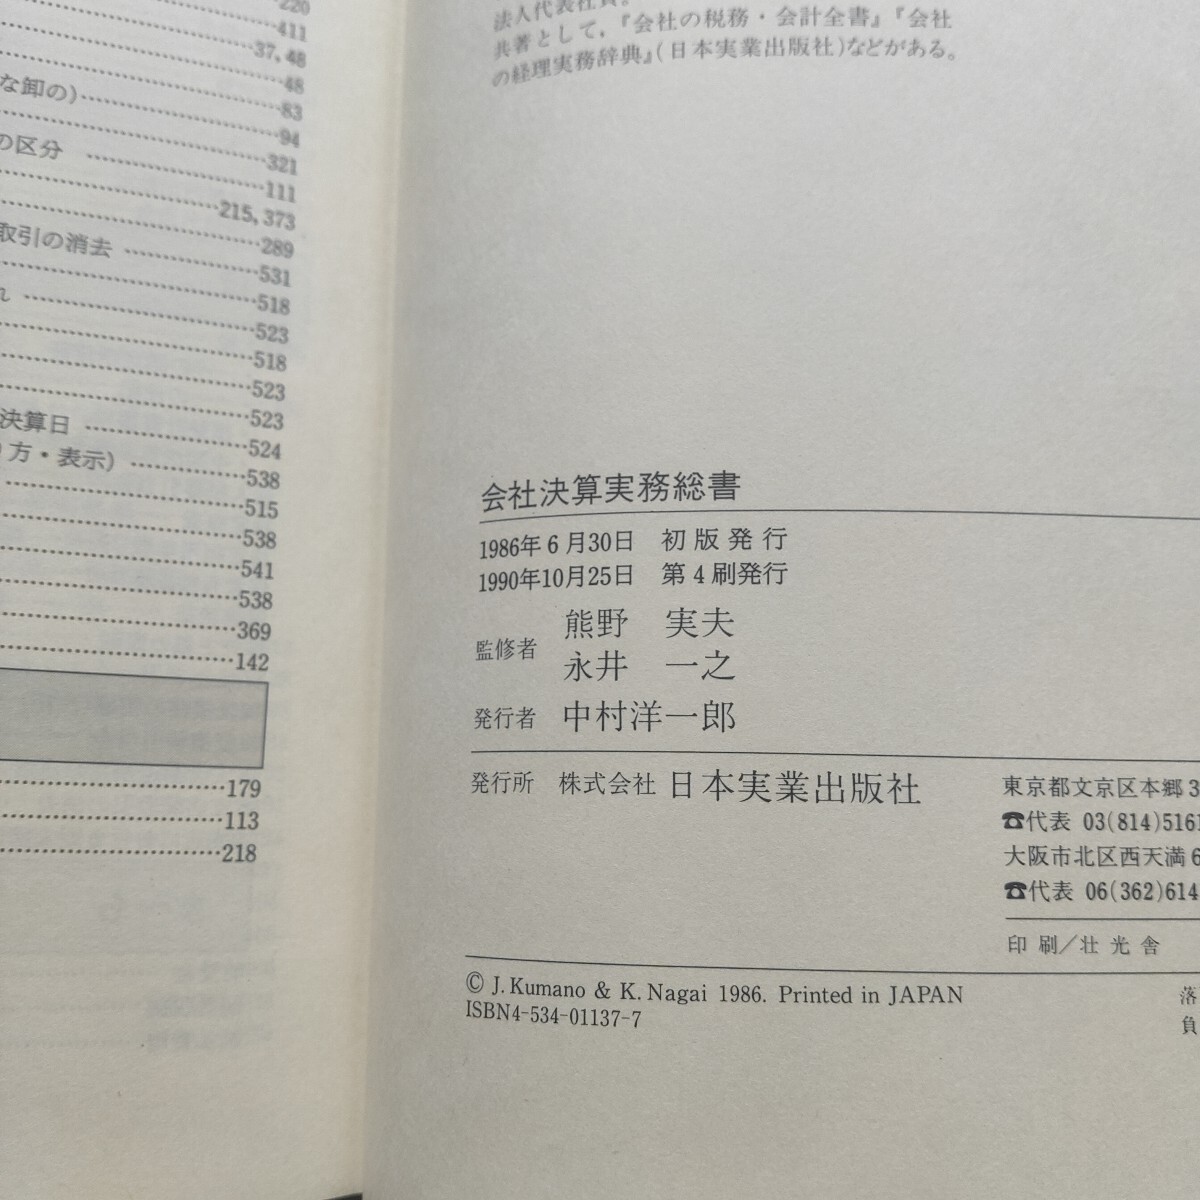 220
411
37, 48
48
な卸の)……83
94
の区分……321
111
215, 373
289
取引の消去……531
518
れ……523
518
523
523
決算日……524
り方・表示)……538
515
538
541
538
369
142
179
113
218
法人代表社員。
共著として，『会社の税務・会計全書』『会社
の経理実務辞典』(日本実業出版社)などがある。
会社決算実務総書
1986年6月30日 初版発行
1990年10月25日 第4刷発行
監修者 熊野 実夫
永井 一之
発行者 中村洋一郎
発行所 株式会社 日本実業出版社
東京都文京区本郷3
☎代表 03(814)5161
大阪市北区西天満6
☎代表 06(362)614
印刷／壮光舎
© J. Kumano & K. Nagai 1986. Printed in JAPAN
ISBN4-534-01137-7
落
負